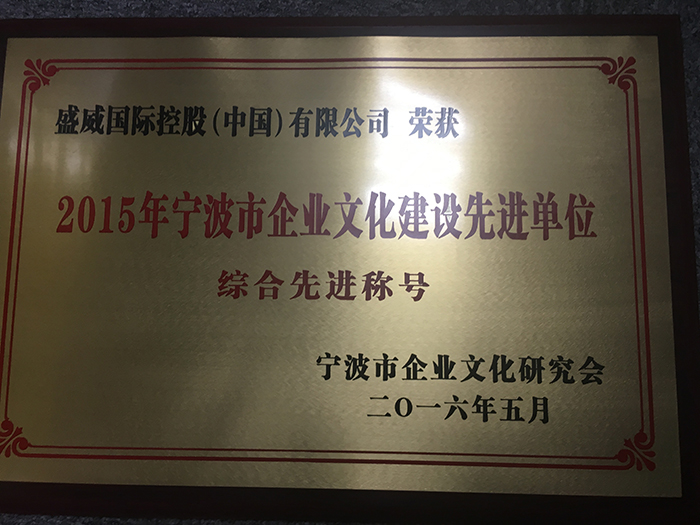 盛威国际控股(中国)有限公司 荣获
2015年宁波市企业文化建设先进单位
综合先进称号
宁波市企业文化研究会
二〇一六年五月